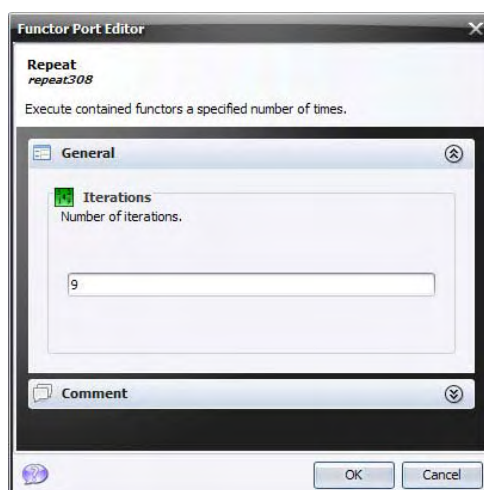 Functor Port Editor
Repeat
repeat308
Execute contained functors a specified number of times.
General
Iterations
Number of iterations.
9
Comment
OK
Cancel